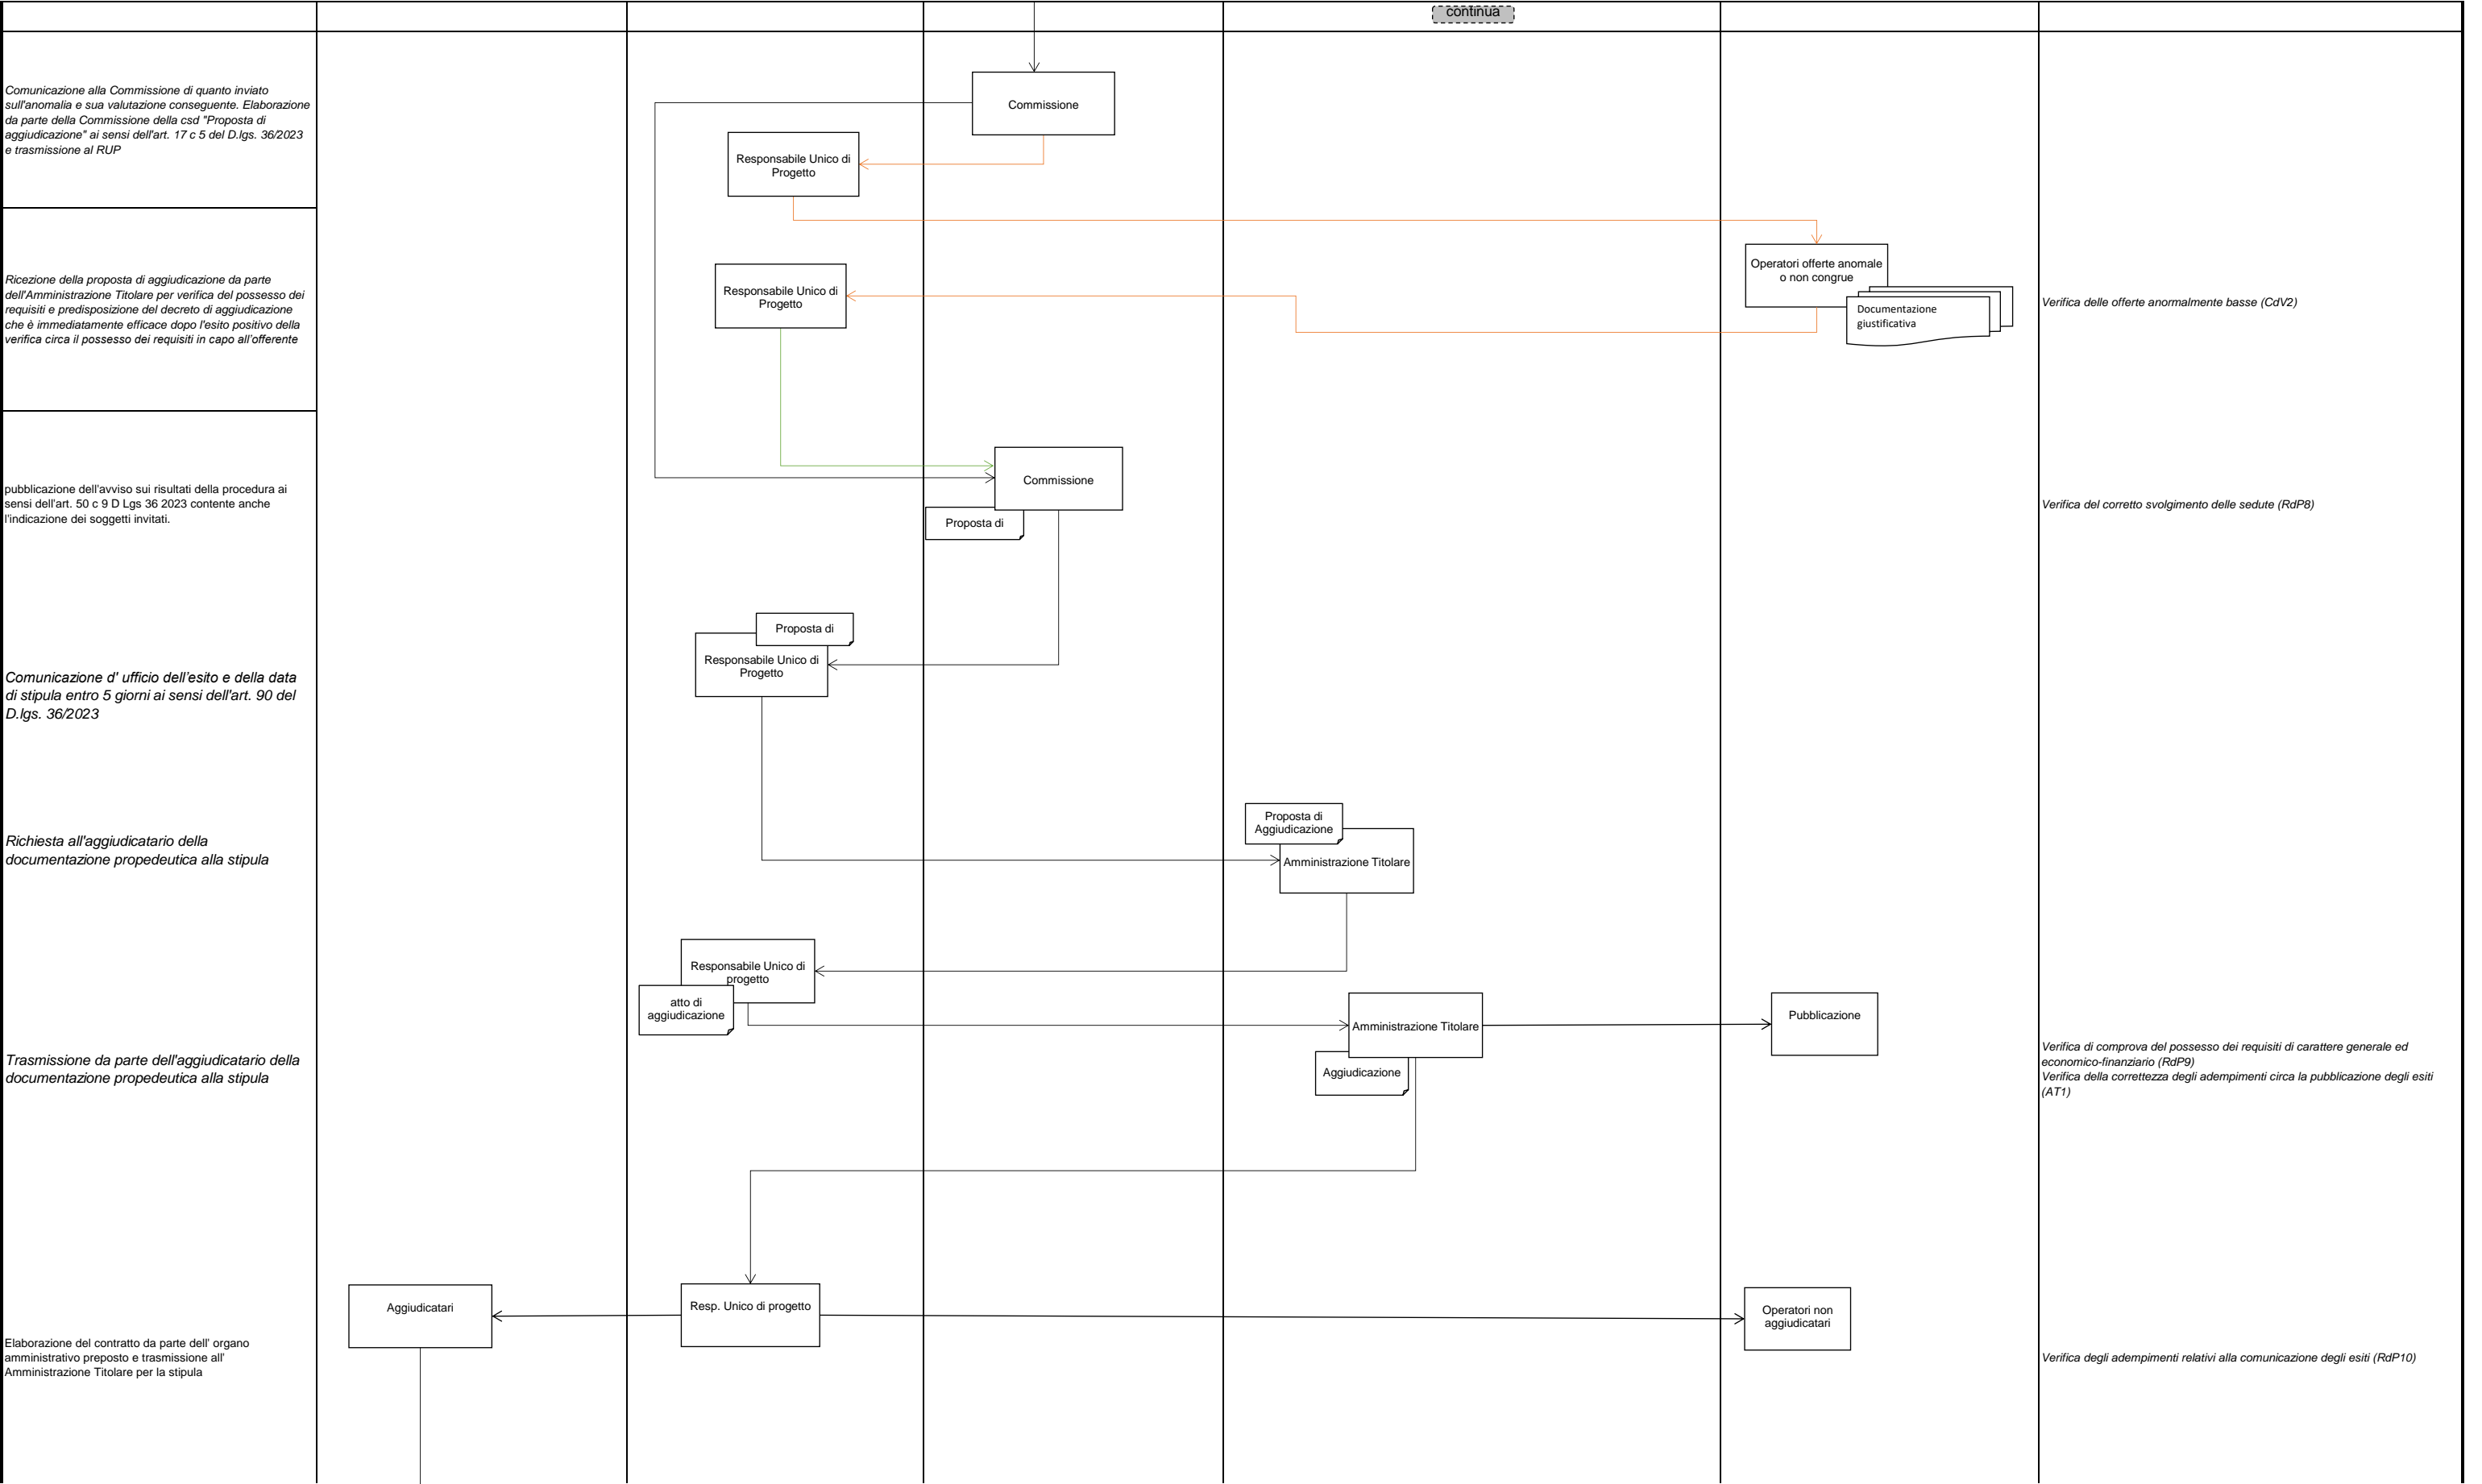 continua
Comunicazione alla Commissione di quanto inviato
sull'anomalia e sua valutazione conseguente. Elaborazione
da parte della Commissione della csd "Proposta di
aggiudicazione" ai sensi dell'art. 17 c 5 del D.lgs. 36/2023
e trasmissione al RUP
Commissione
Responsabile Unico di
Progetto
Ricezione della proposta di aggiudicazione da parte
dell'Amministrazione Titolare per verifica del possesso dei
requisiti e predisposizione del decreto di aggiudicazione
che è immediatamente efficace dopo l'esito positivo della
verifica circa il possesso dei requisiti in capo all'offerente
Responsabile Unico di
Progetto
Operatori offerte anomale
o non congrue
Documentazione
giustificativa
Verifica delle offerte anormalmente basse (CdV2)
pubblicazione dell'avviso sui risultati della procedura ai
sensi dell'art. 50 c 9 D Lgs 36 2023 contente anche
l'indicazione dei soggetti invitati.
Commissione
Proposta di
Verifica del corretto svolgimento delle sedute (RdP8)
Proposta di
Responsabile Unico di
Progetto
Comunicazione d' ufficio dell'esito e della data
di stipula entro 5 giorni ai sensi dell'art. 90 del
D.lgs. 36/2023
Richiesta all'aggiudicatario della
documentazione propedeutica alla stipula
Proposta di
Aggiudicazione
Amministrazione Titolare
Responsabile Unico di
progetto
atto di
aggiudicazione
Amministrazione Titolare
Aggiudicazione
Pubblicazione
Trasmissione da parte dell'aggiudicatario della
documentazione propedeutica alla stipula
Verifica di comprova del possesso dei requisiti di carattere generale ed
economico-finanziario (RdP9)
Verifica della correttezza degli adempimenti circa la pubblicazione degli esiti
(AT1)
Aggiudicatari
Resp. Unico di progetto
Operatori non
aggiudicatari
Elaborazione del contratto da parte dell' organo
amministrativo preposto e trasmissione all'
Amministrazione Titolare per la stipula
Verifica degli adempimenti relativi alla comunicazione degli esiti (RdP10)